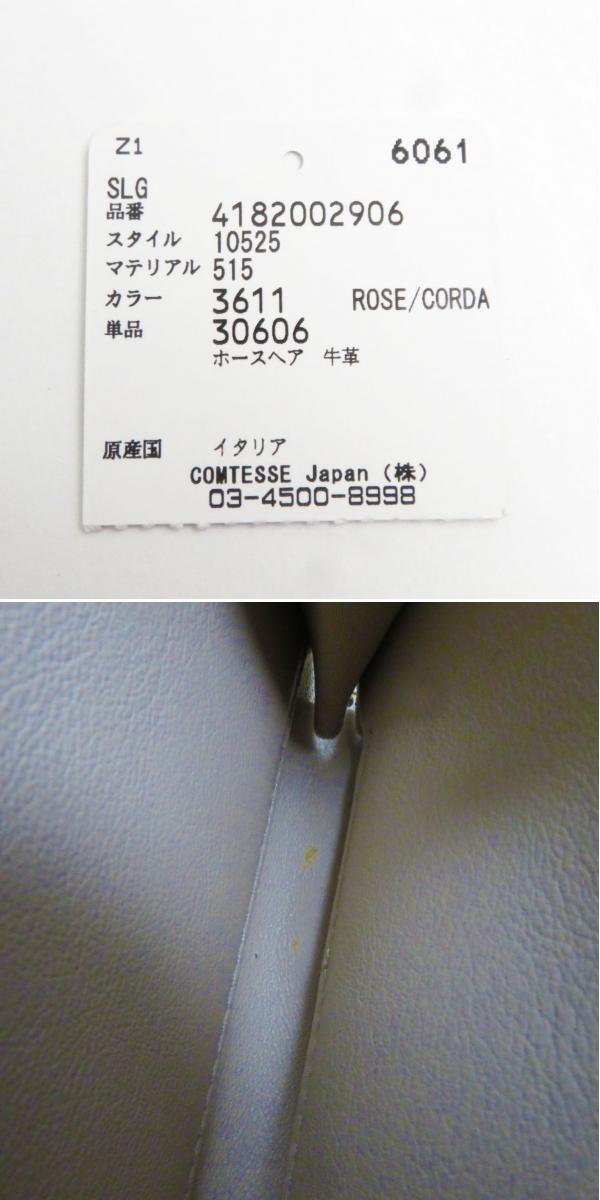 Z1 6061
SLG
品番 4182002906
スタイル 10525
マテリアル 515
カラー 3611 ROSE/CORDA
単品 30606
ホースヘア 牛革
原産国 イタリア
COMTESSE Japan (株)
03-4500-8998